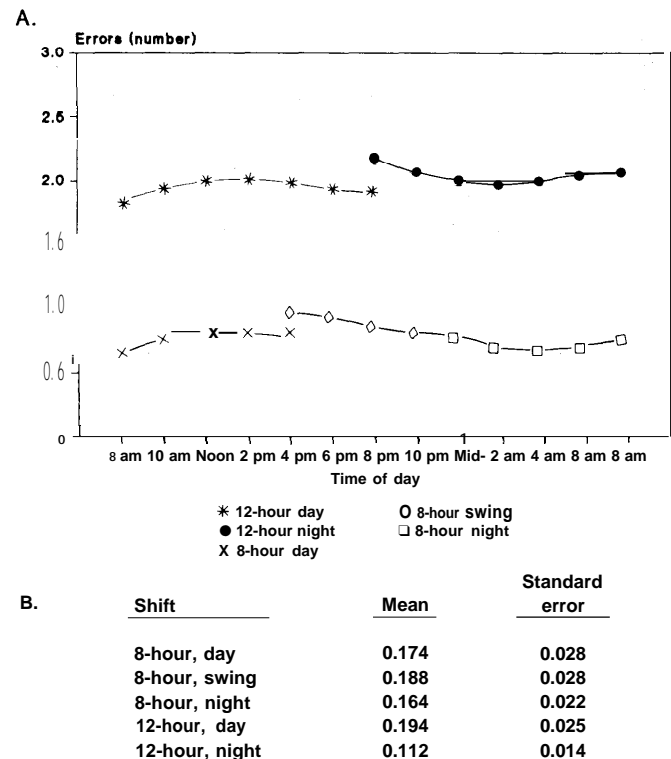 A.
Errors (number)
3.0
2.5
2.0
1.6
1.0
0.6
0
8 am 10 am Noon 2 pm 4 pm 6 pm 8 pm 10 pm Mid- 2 am 4 am 8 am 8 am
Time of day
12-hour day
8-hour swing
12-hour night
8-hour night
8-hour day
B. Shift Mean Standard error
8-hour, day 0.174 0.028
8-hour, swing 0.188 0.028
8-hour, night 0.164 0.022
12-hour, day 0.194 0.025
12-hour, night 0.112 0.014